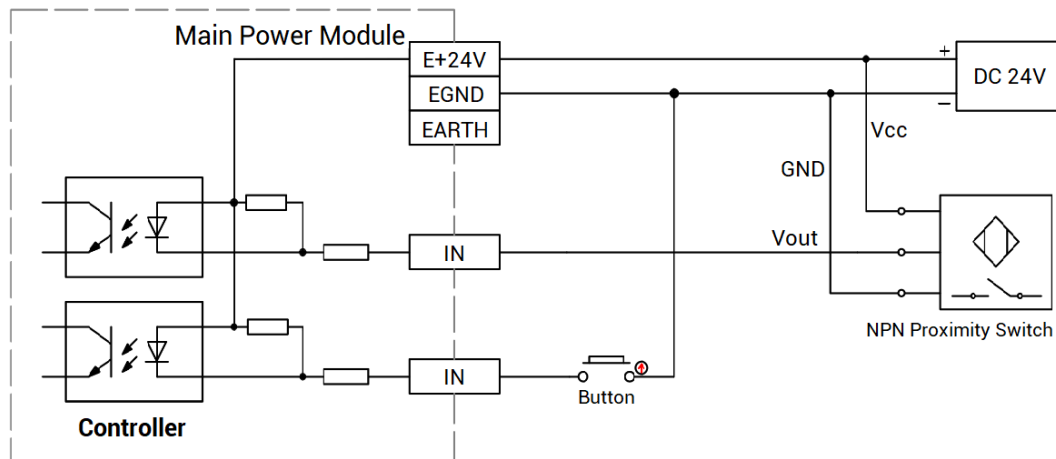 Main Power Module
E+24V
EGND
EARTH
+
DC 24V
−
Vcc
GND
Vout
IN
NPN Proximity Switch
IN
Button
Controller